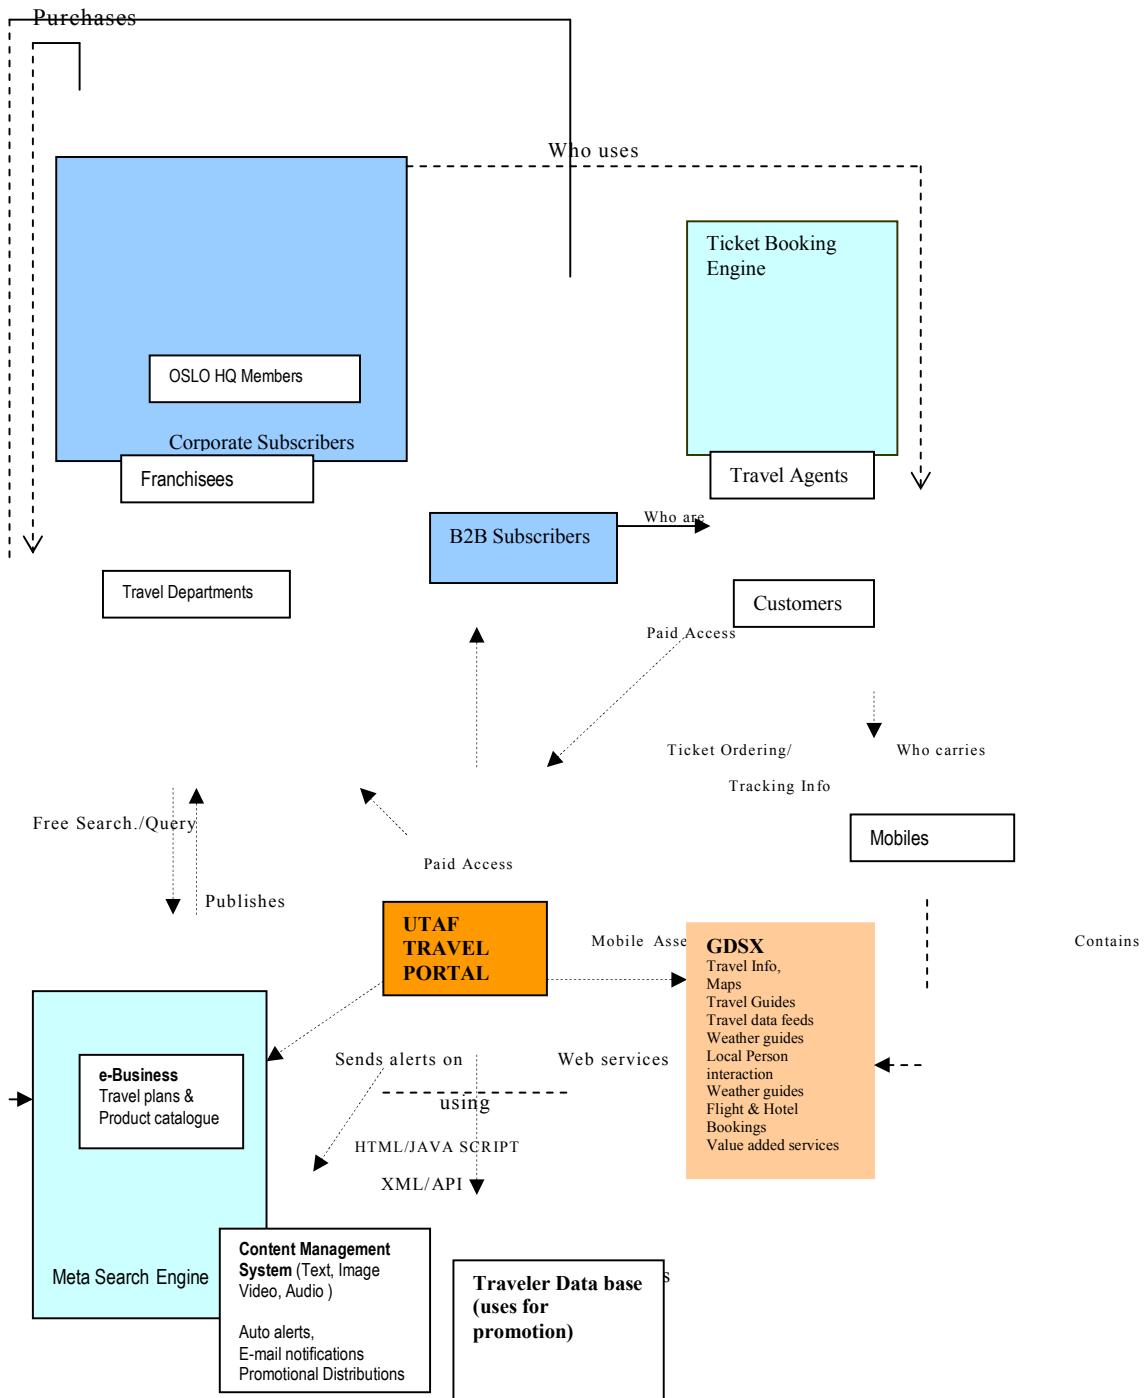 Purchases
Who uses
Ticket Booking
Engine
OSLO HQ Members
Corporate Subscribers
Franchisees
Travel Agents
B2B Subscribers
Who are
Travel Departments
Customers
Paid Access
Ticket Ordering/
Who carries
Tracking Info
Free Search./Query
Mobiles
Paid Access
Publishes
UTAF
TRAVEL
PORTAL
Mobile Asse
GDSX
Travel Info,
Maps
Travel Guides
Travel data feeds
Weather guides
Local Person
interaction
Weather guides
Flight & Hotel
Bookings
Value added services
Contains
e-Business
Travel plans &
Product catalogue
Sends alerts on
Web services
using
HTML/JAVA SCRIPT
XML/API
Meta Search Engine
Content Management
System (Text, Image
Video, Audio )
Auto alerts,
E-mail notifications
Promotional Distributions
Traveler Data base
(uses for
promotion)
s